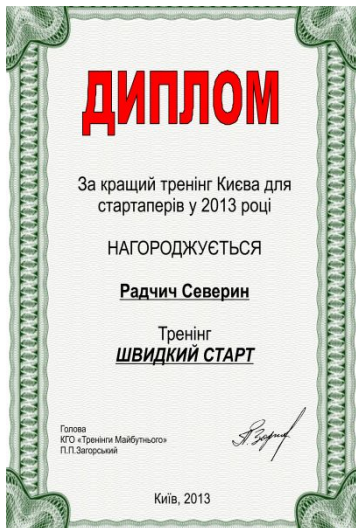 ДИПЛОМ
За кращий тренінг Києва для
стартаперів у 2013 році
НАГОРОДЖУЄТЬСЯ
Радчич Северин
Тренінг
ШВИДКИЙ СТАРТ
Голова
КГО «Тренінги Майбутнього»
П.П.Загорський
Київ, 2013